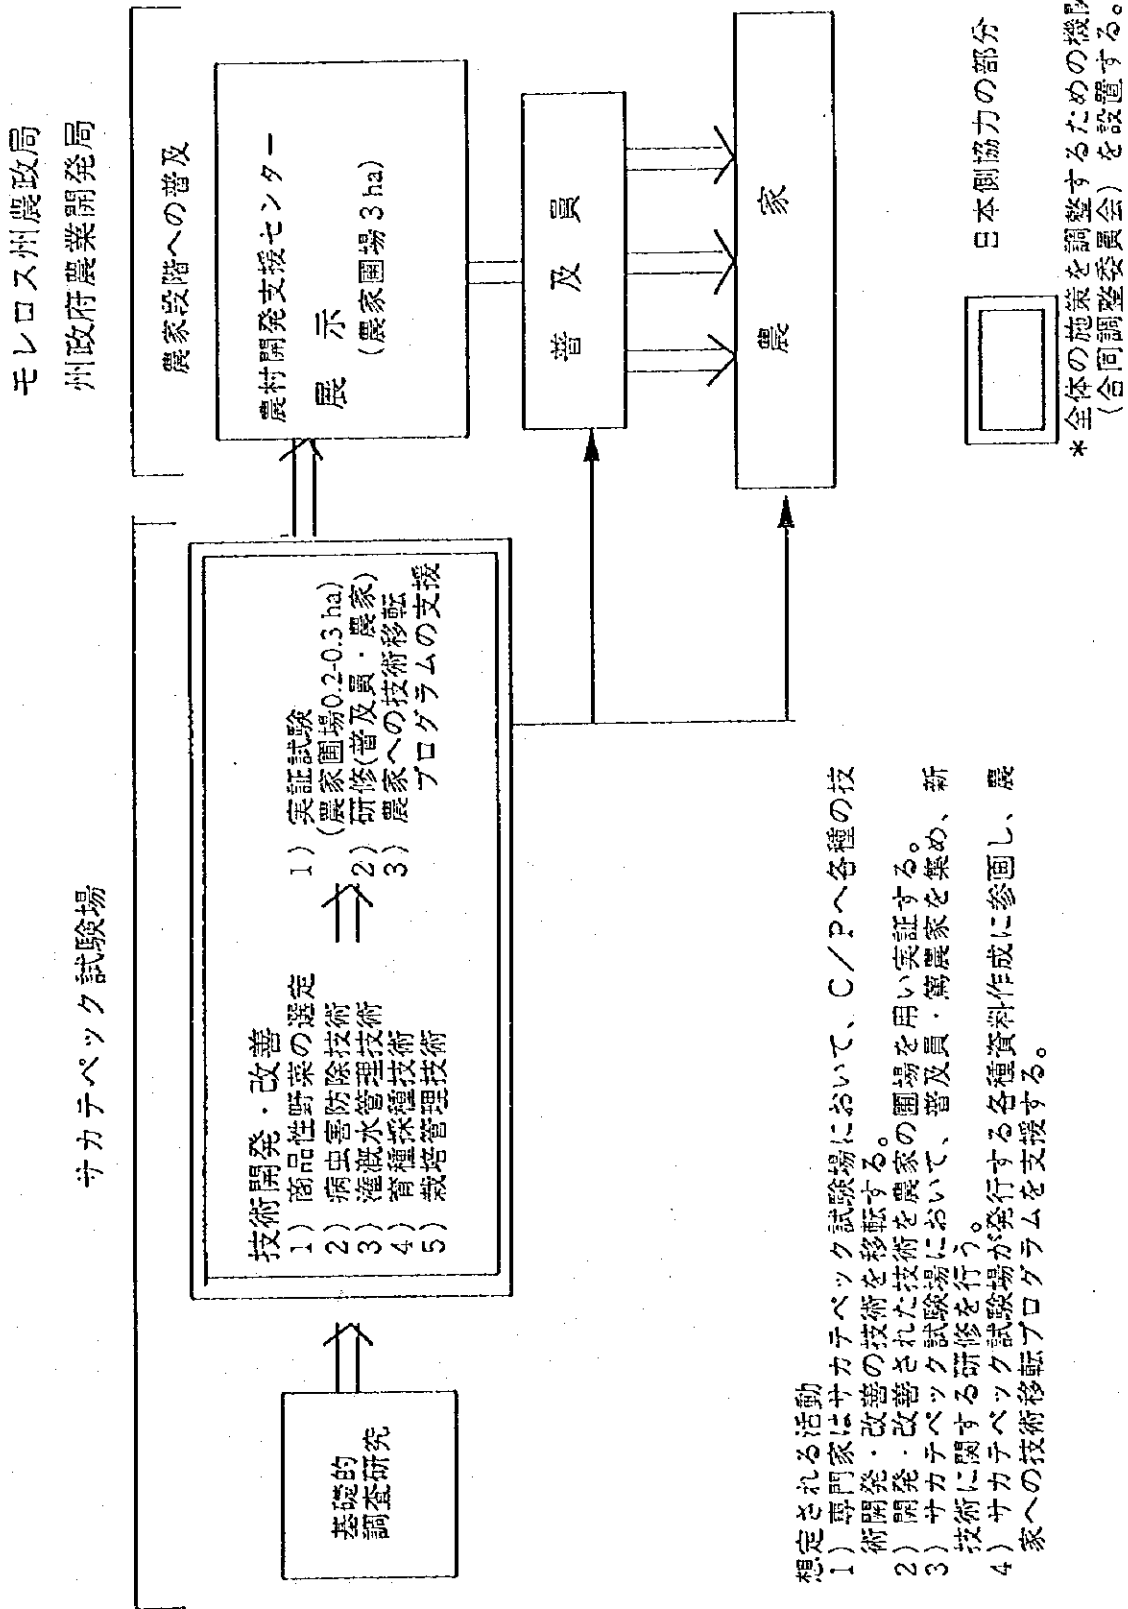 サカテペック試験場
モレロス州農政局
州政府農業開発局
基礎的
調査研究
技術開発・改善
1) 商品性野菜の選定
2) 病虫害防除技術
3) 灌漑水管理技術
4) 育種採種技術
5) 栽培管理技術
1) 実証試験
(農家圃場0.2-0.3 ha)
2) 研修(普及員・農家)
3) 農家への技術移転
プログラムの支援
農家段階への普及
農村開発支援センター
展 示
(農家圃場3 ha)
普 及 員
農 家
想定される活動
1) 専門家はサカテペック試験場において、C/Pへ各種の技
術開発・改善の技術を移転する。
2) 開発・改善された技術を農家の圃場を用い実証する。
3) サカテペック試験場において、普及員・篤農家を集め、新
技術に関する研修を行う。
4) サカテペック試験場が発行する各種資料作成に参画し、農
家への技術移転プログラムを支援する。
日本側協力の部分
*全体の施策を調整するための機関
(合同調整委員会)を設置する。